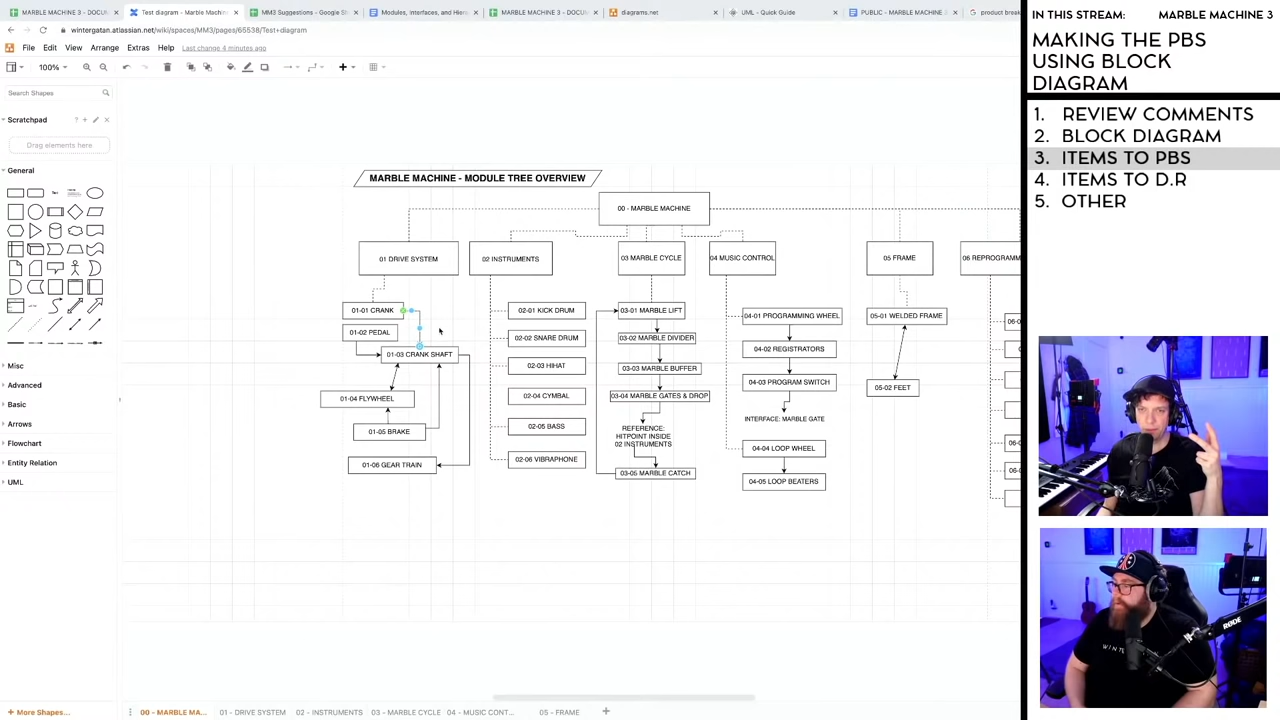 MARBLE MACHINE 3 - DOCU
Test diagram - Marble Machi
MM3 Suggestions - Google Sh
Modules, Interfaces, and Hier
MARBLE MACHINE 3 - DOCU
diagrams.net
UML - Quick Guide
PUBLIC - MARBLE MACHINE
product break
wintergatan.atlassian.net/wiki/spaces/MM3/pages/65538/Test+diagram
File Edit View Arrange Extras Help Last change 4 minutes ago
100%
Search Shapes
Scratchpad
Drag elements here
General
Text
Misc
Advanced
Basic
Arrows
Flowchart
Entity Relation
UML
+ More Shapes...
MARBLE MACHINE - MODULE TREE OVERVIEW
00 - MARBLE MACHINE
01 DRIVE SYSTEM
02 INSTRUMENTS
03 MARBLE CYCLE
04 MUSIC CONTROL
05 FRAME
06 REPROGRAMM
01-01 CRANK
01-02 PEDAL
01-03 CRANK SHAFT
01-04 FLYWHEEL
01-05 BRAKE
01-06 GEAR TRAIN
02-01 KICK DRUM
02-02 SNARE DRUM
02-03 HIHAT
02-04 CYMBAL
02-05 BASS
02-06 VIBRAPHONE
03-01 MARBLE LIFT
03-02 MARBLE DIVIDER
03-03 MARBLE BUFFER
03-04 MARBLE GATES & DROP
REFERENCE:
HITPOINT INSIDE
02 INSTRUMENTS
03-05 MARBLE CATCH
04-01 PROGRAMMING WHEEL
04-02 REGISTRATORS
04-03 PROGRAM SWITCH
INTERFACE: MARBLE GATE
04-04 LOOP WHEEL
04-05 LOOP BEATERS
05-01 WELDED FRAME
05-02 FEET
06-
06-
06-
00 - MARBLE MA...
01 - DRIVE SYSTEM
02 - INSTRUMENTS
03 - MARBLE CYCLE
04 - MUSIC CONT...
05 - FRAME
IN THIS STREAM: MARBLE MACHINE 3
MAKING THE PBS
USING BLOCK
DIAGRAM
1. REVIEW COMMENTS
2. BLOCK DIAGRAM
3. ITEMS TO PBS
4. ITEMS TO D.R
5. OTHER
RØDE